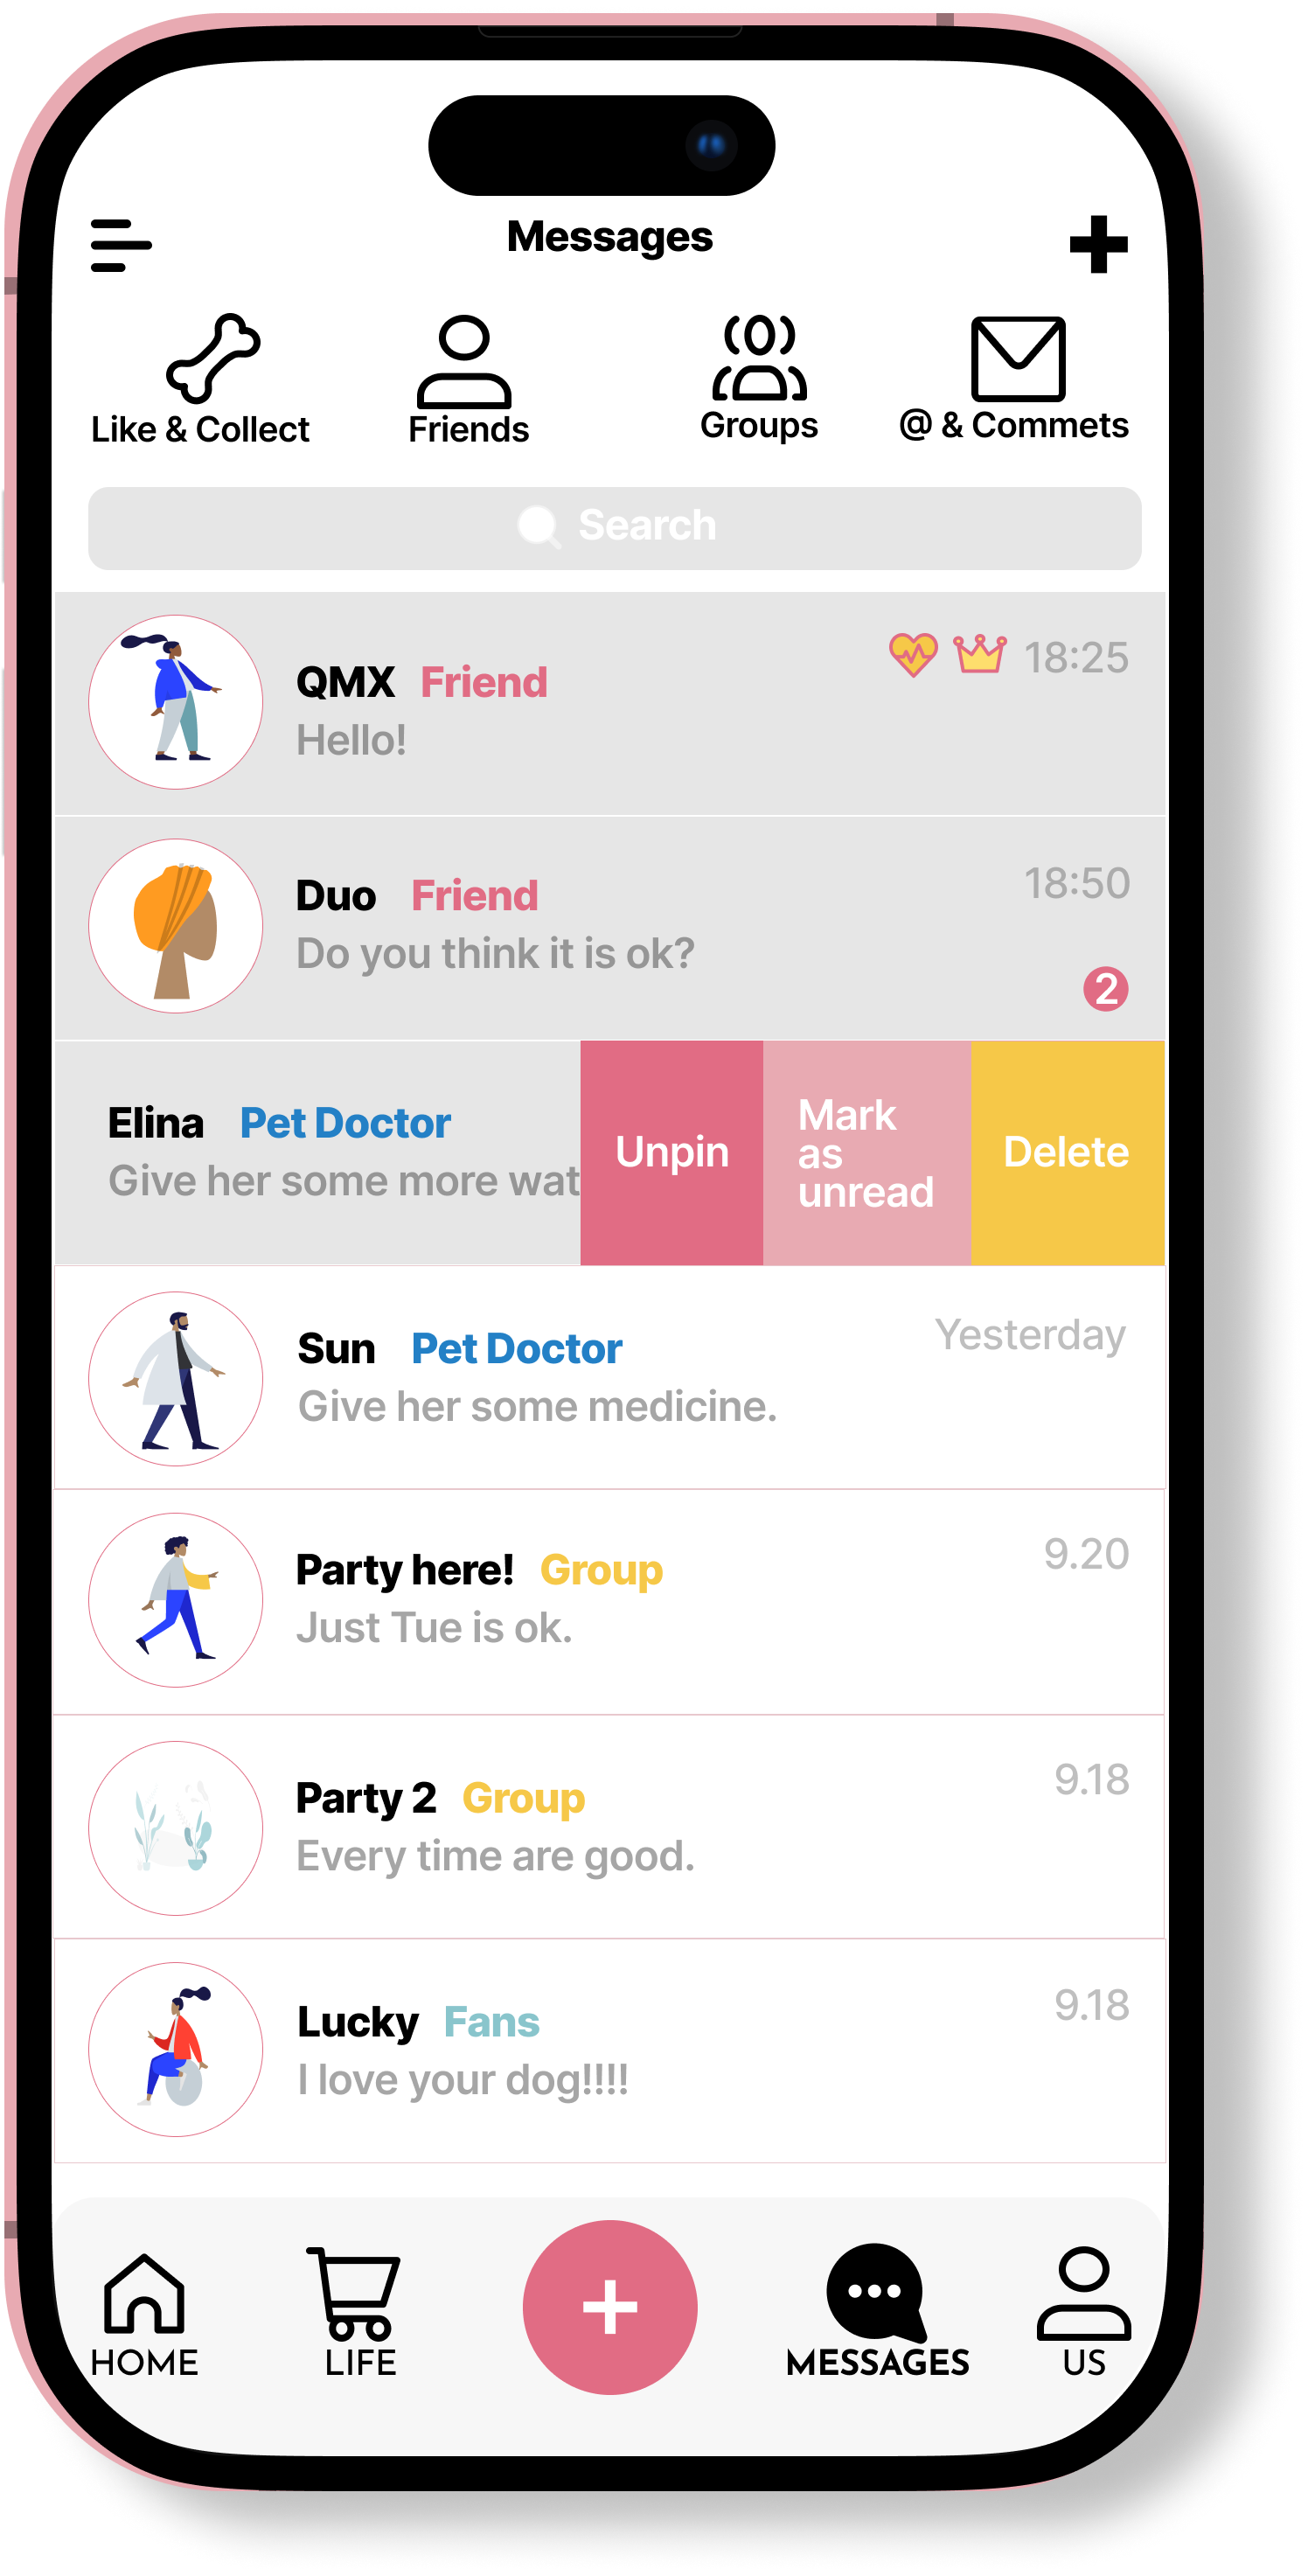 Messages
Like & Collect
Friends
Groups
@ & Commets
Search
QMX Friend 18:25
Hello!
Duo Friend 18:50
Do you think it is ok?
2
Elina Pet Doctor
Give her some more wat
Unpin
Mark
as
unread
Delete
Sun Pet Doctor Yesterday
Give her some medicine.
Party here! Group 9.20
Just Tue is ok.
Party 2 Group 9.18
Every time are good.
Lucky Fans 9.18
I love your dog!!!!
HOME
LIFE
MESSAGES
US